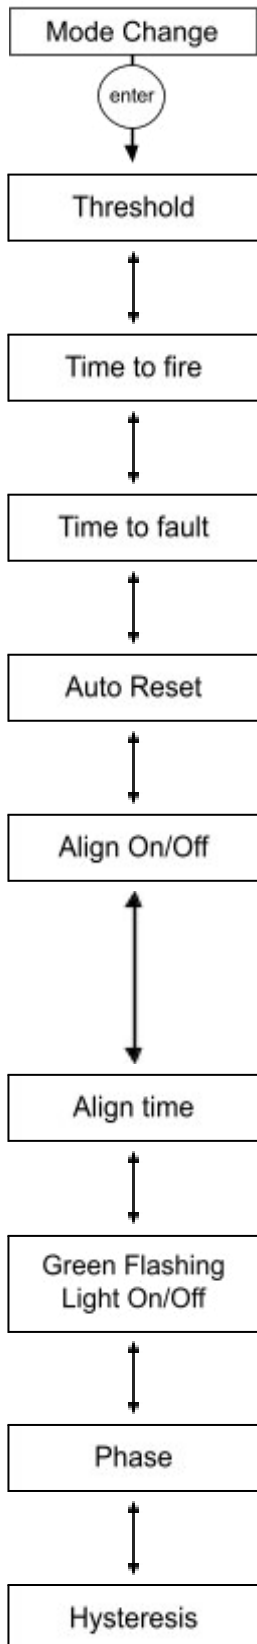 Mode Change
enter
Threshold
Time to fire
Time to fault
Auto Reset
Align On/Off
Align time
Green Flashing
Light On/Off
Phase
Hysteresis